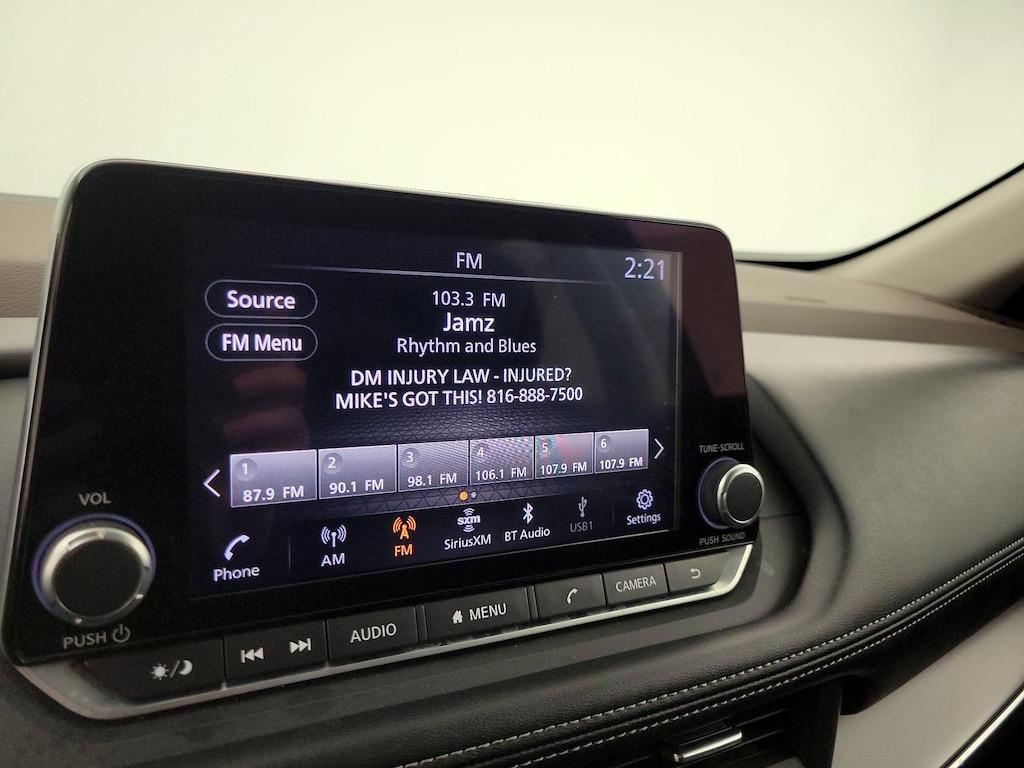 FM
2:21
Source
103.3 FM
Jamz
FM Menu
Rhythm and Blues
DM INJURY LAW - INJURED?
MIKE'S GOT THIS! 816-888-7500
1
87.9 FM
2
90.1 FM
3
98.1 FM
4
106.1 FM
5
107.9 FM
6
107.9 FM
TUNE·SCROLL
PUSH SOUND
VOL
PUSH
Phone
AM
FM
sxm
SiriusXM
BT Audio
USB1
Settings
AUDIO
MENU
CAMERA